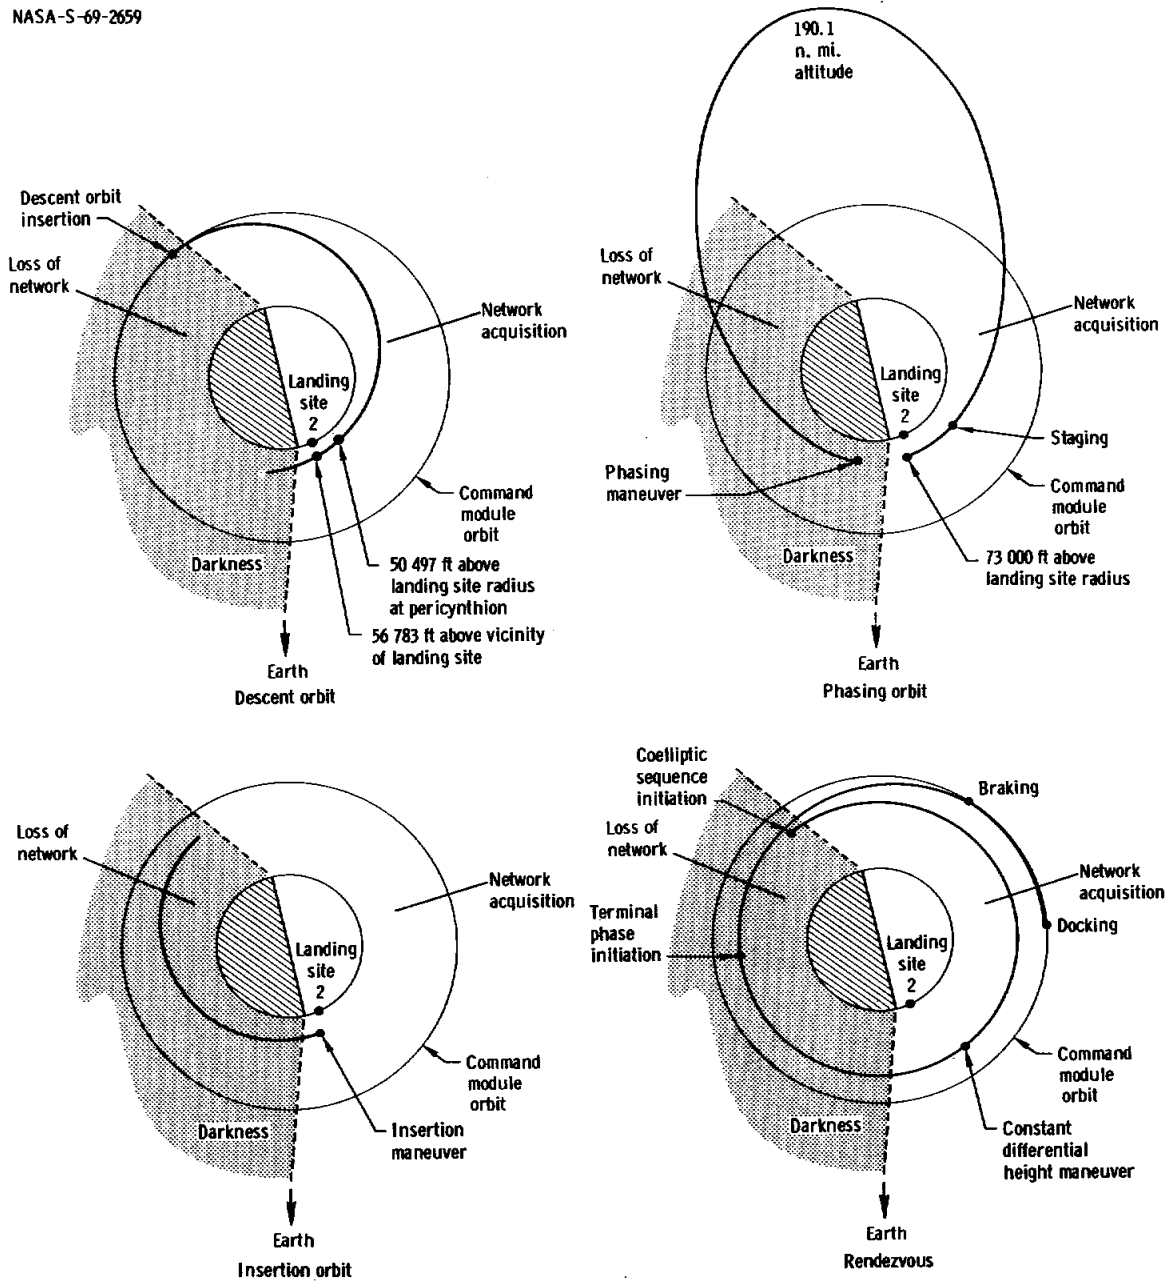 NASA-S-69-2659
Descent orbit
insertion
Loss of
network
Network
acquisition
Landing
site
2
Command
module
orbit
Darkness
50 497 ft above
landing site radius
at pericynthion
56 783 ft above vicinity
of landing site
Earth
Descent orbit
190.1
n. mi.
altitude
Loss of
network
Network
acquisition
Landing
site
2
Staging
Phasing
maneuver
Command
module
orbit
Darkness
73 000 ft above
landing site radius
Earth
Phasing orbit
Loss of
network
Network
acquisition
Landing
site
2
Command
module
orbit
Darkness
Insertion
maneuver
Earth
Insertion orbit
Coelliptic
sequence
initiation
Braking
Loss of
network
Network
acquisition
Terminal
phase
initiation
Docking
Landing
site
2
Command
module
orbit
Darkness
Constant
differential
height maneuver
Earth
Rendezvous